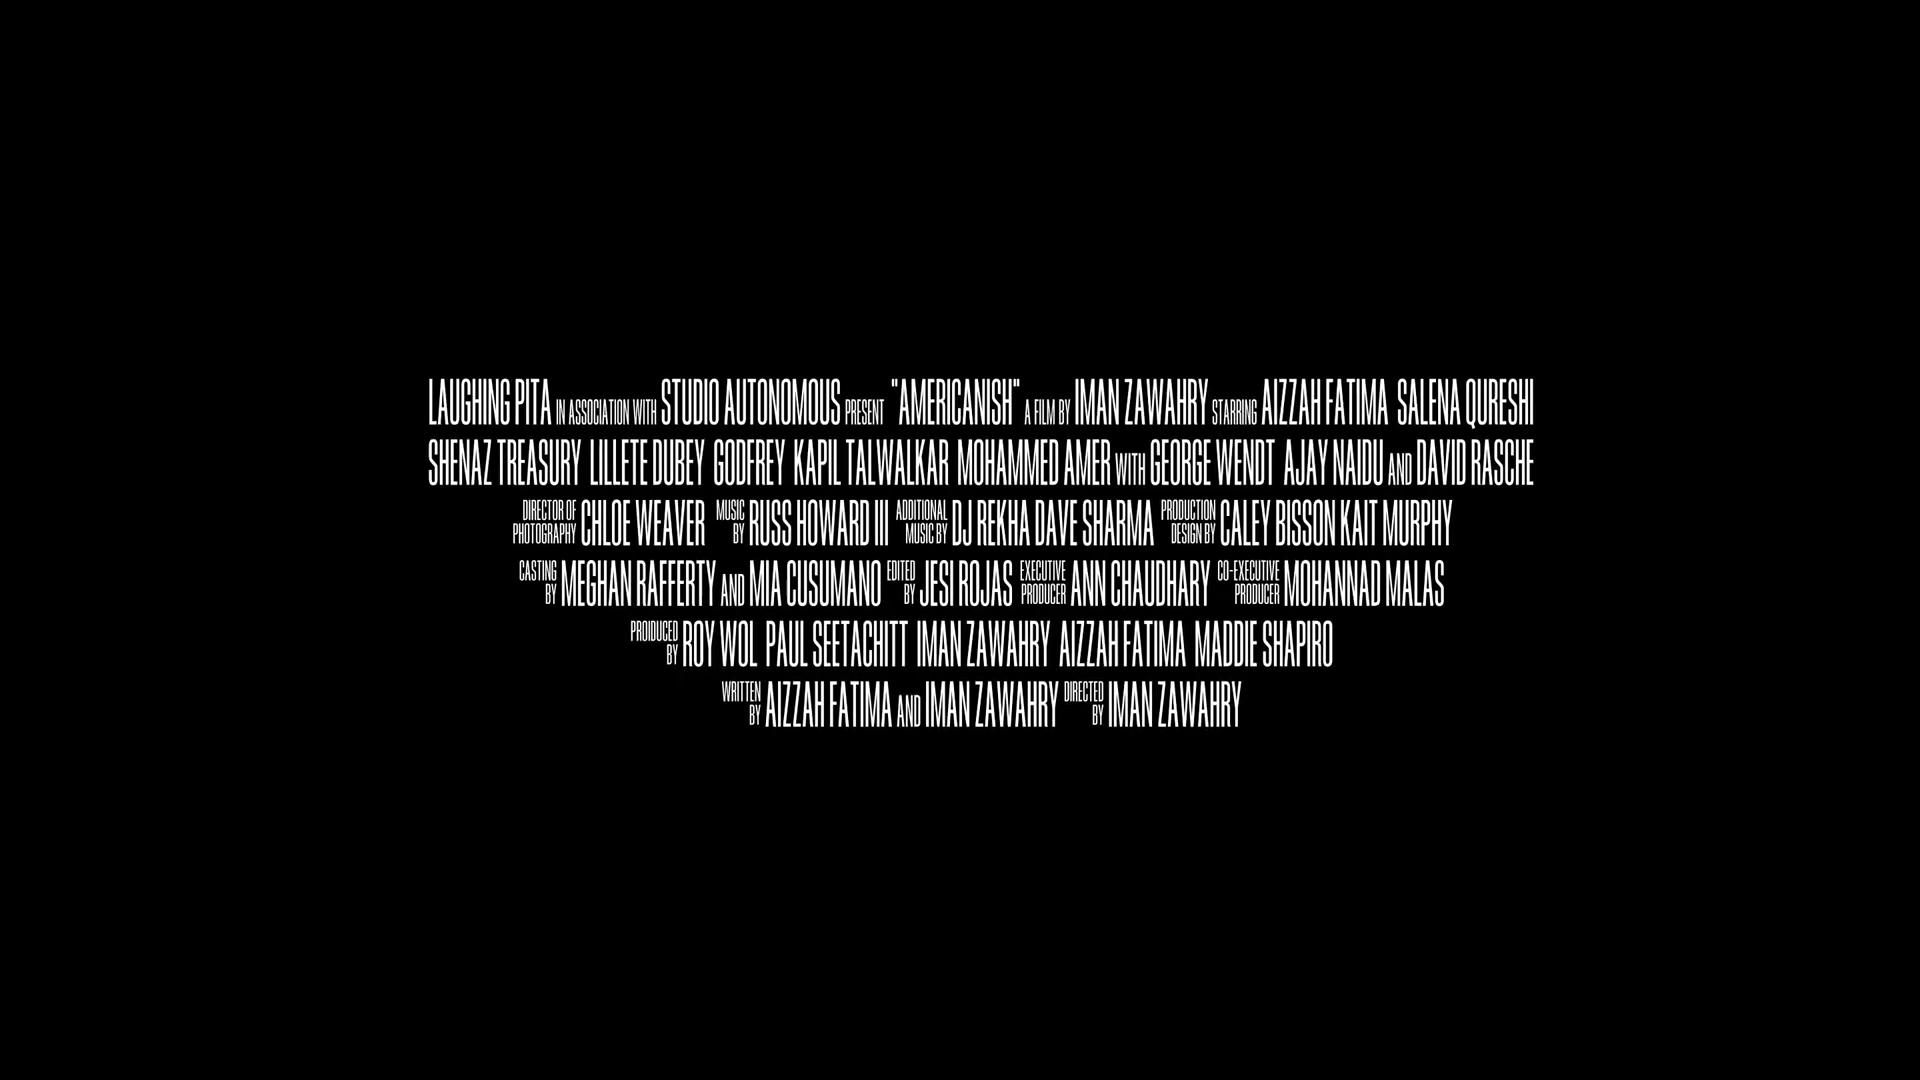 LAUGHING PITA IN ASSOCIATION WITH STUDIO AUTONOMOUS PRESENT "AMERICANISH" A FILM BY IMAN ZAWAHRY STARRING AIZZAH FATIMA SALENA QURESHI
SHENAZ TREASURY LILLETE DUBEY GODFREY KAPIL TALWALKAR MOHAMMED AMER WITH GEORGE WENDT AJAY NAIDU AND DAVID RASCHE
DIRECTOR OF PHOTOGRAPHY CHLOE WEAVER MUSIC BY RUSS HOWARD III ADDITIONAL MUSIC BY DJ REKHA DAVE SHARMA PRODUCTION DESIGN BY CALEY BISSON KAIT MURPHY
CASTING BY MEGHAN RAFFERTY AND MIA CUSUMANO EDITED BY JESI ROJAS EXECUTIVE PRODUCER ANN CHAUDHARY CO-EXECUTIVE PRODUCER MOHANNAD MALAS
PROIDUCED BY ROY WOL PAUL SEETACHITT IMAN ZAWAHRY AIZZAH FATIMA MADDIE SHAPIRO
WRITTEN BY AIZZAH FATIMA AND IMAN ZAWAHRY DIRECTED BY IMAN ZAWAHRY